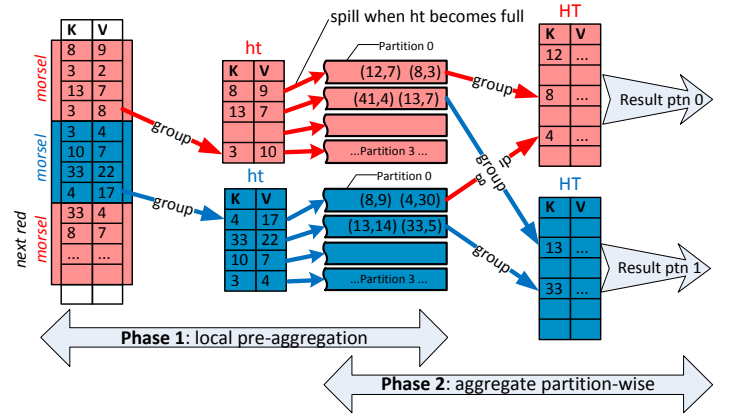 spill when ht becomes full
HT
K V
12 ...
8 ...
4 ...
Result ptn 0
K V
8 9
3 2
13 7
3 8
morsel
3 4
10 7
33 22
4 17
morsel
33 4
8 7
... ...
next red
morsel
group
group
ht
K V
8 9
13 7
3 10
Partition 0
(12,7) (8,3)
(41,4) (13,7)
...Partition 3 ...
group
group
group
group
ht
K V
4 17
33 22
10 7
3 4
Partition 0
(8,9) (4,30)
(13,14) (33,5)
...Partition 3 ...
HT
K V
13 ...
33 ...
Result ptn 1
Phase 1: local pre-aggregation
Phase 2: aggregate partition-wise